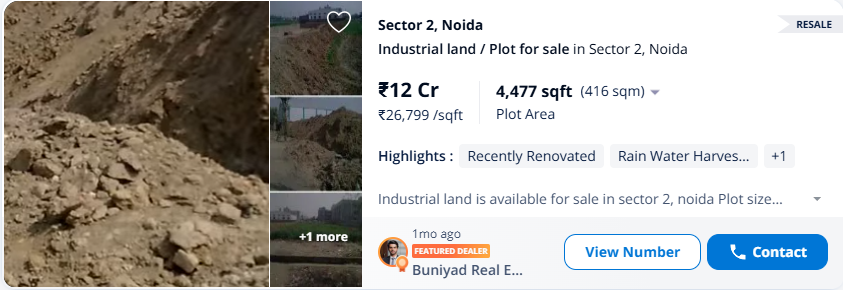 RESALE
Sector 2, Noida
Industrial land / Plot for sale in Sector 2, Noida
₹12 Cr
4,477 sqft (416 sqm)
₹26,799 /sqft
Plot Area
Highlights : Recently Renovated Rain Water Harves... +1
Industrial land is available for sale in sector 2, noida Plot size...
+1 more
1mo ago
FEATURED DEALER
Buniyad Real E...
View Number
Contact